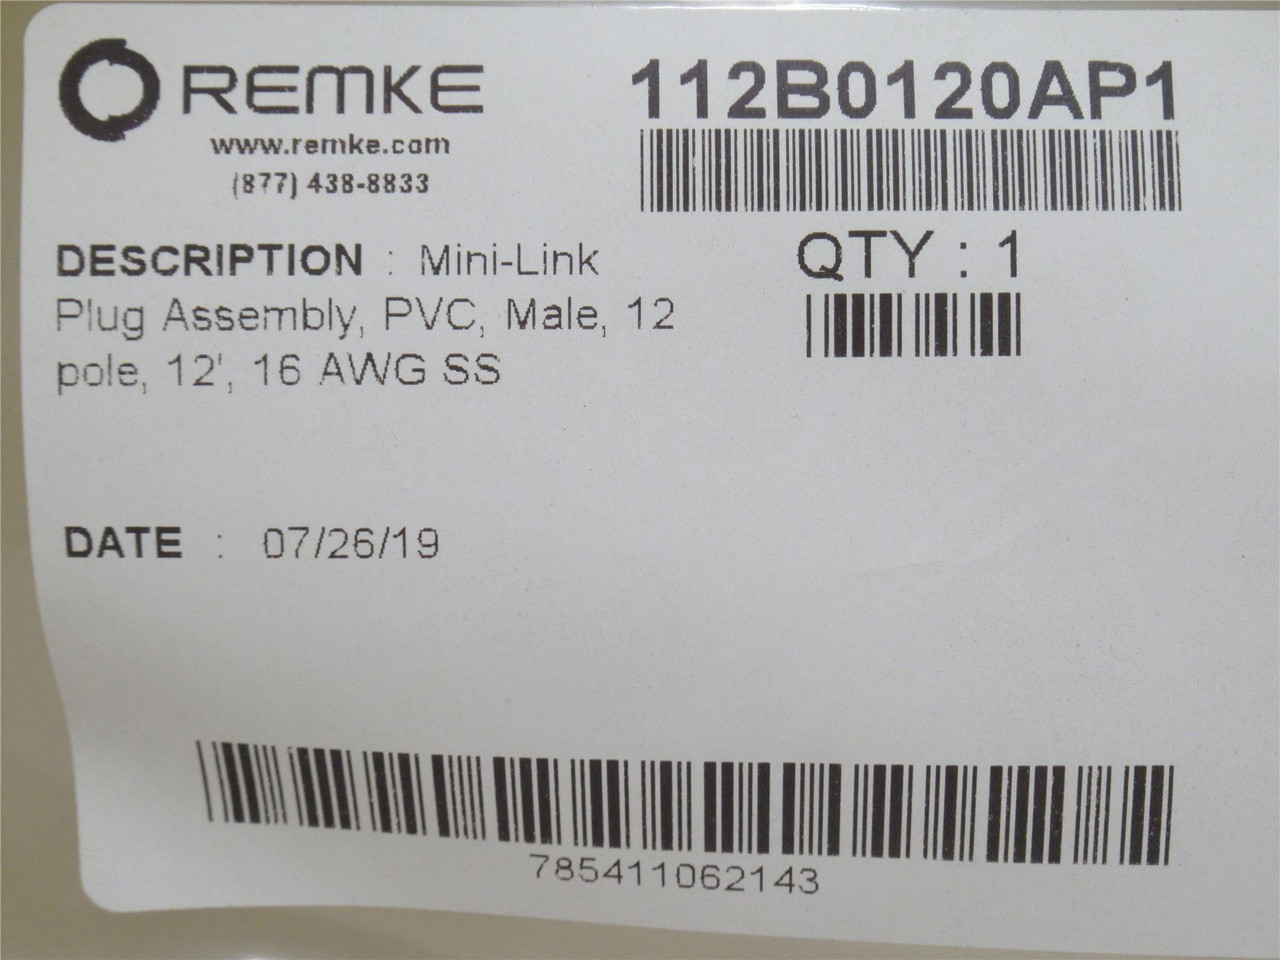 REMKE
www.remke.com
(877) 438-8833
112B0120AP1
QTY : 1
DESCRIPTION : Mini-Link
Plug Assembly, PVC, Male, 12
pole, 12', 16 AWG SS
DATE : 07/26/19
785411062143